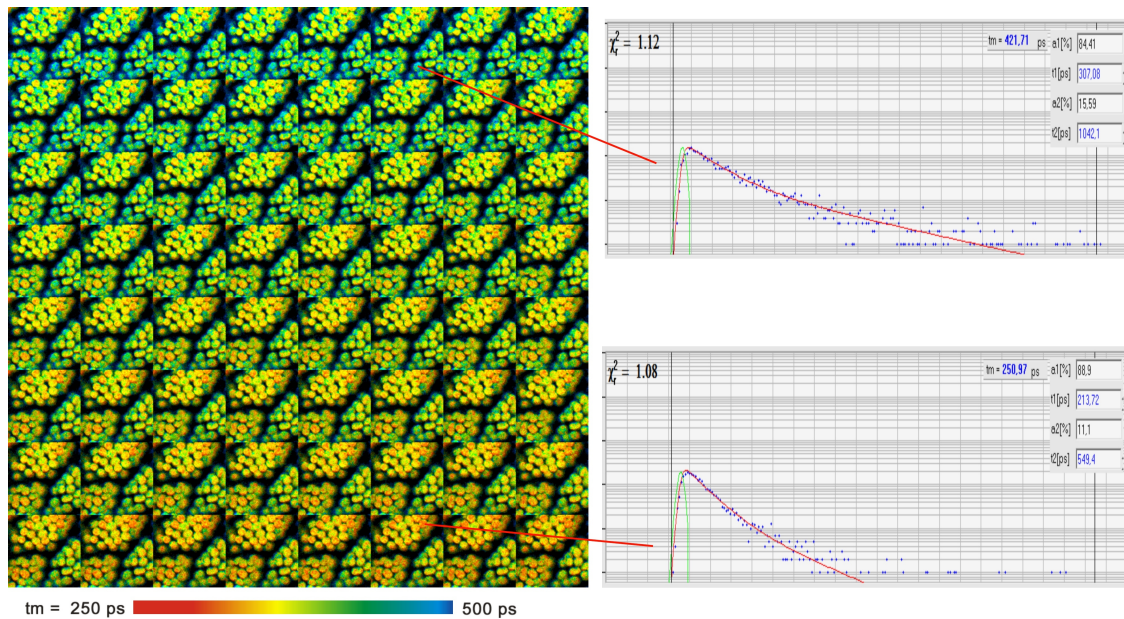 χr² = 1.12
tm = 421,71 ps
a1[%] 84,41
t1[ps] 307,08
a2[%] 15,59
t2[ps] 1042,1
χr² = 1.08
tm = 250,97 ps
a1[%] 88,9
t1[ps] 213,72
a2[%] 11,1
t2[ps] 549,4
tm = 250 ps 500 ps